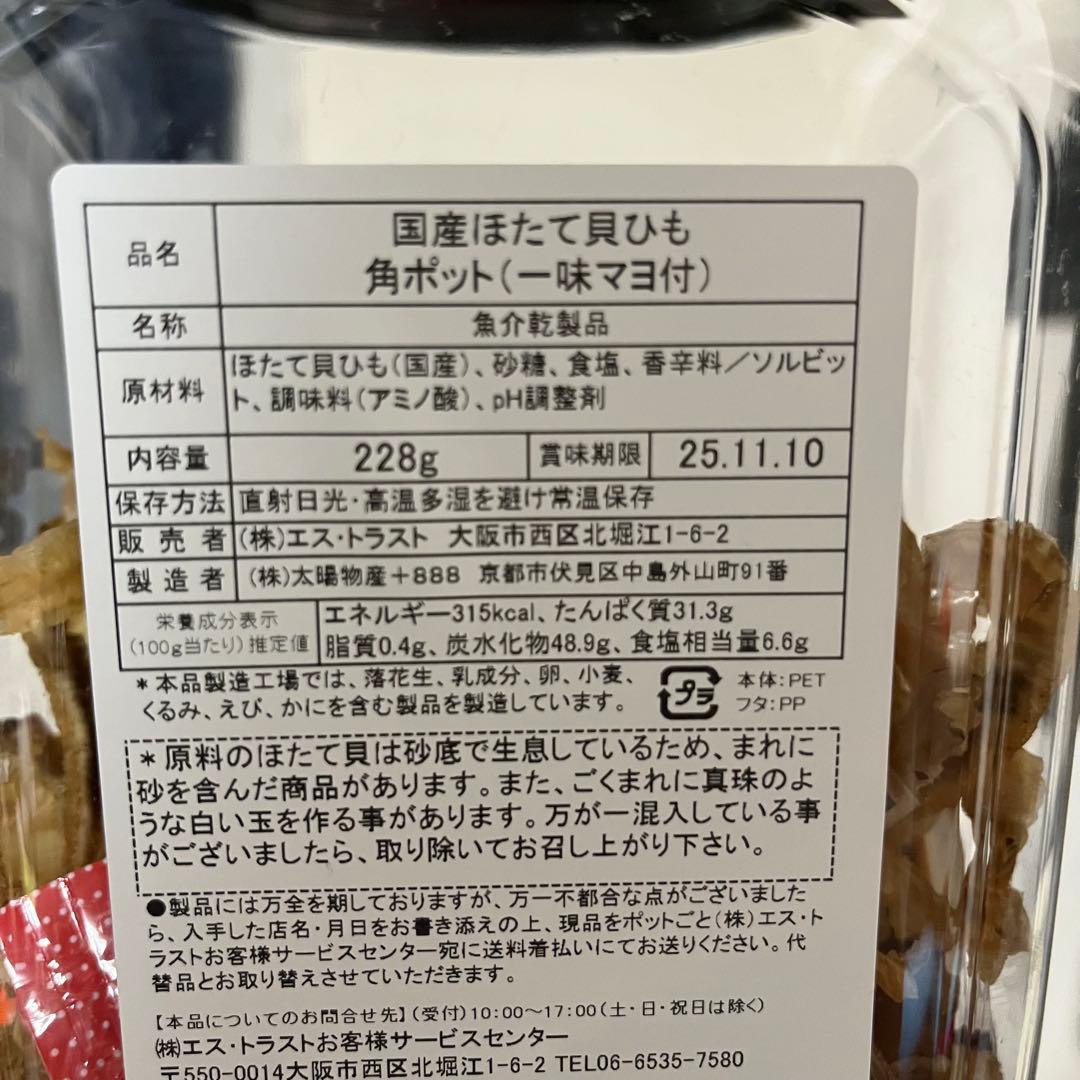 品名 国産ほたて貝ひも
角ポット(一味マヨ付)
名称 魚介乾製品
原材料 ほたて貝ひも(国産)、砂糖、食塩、香辛料/ソルビッ
ト、調味料(アミノ酸)、pH調整剤
内容量 228g 賞味期限 25.11.10
保存方法 直射日光・高温多湿を避け常温保存
販売者 (株)エス・トラスト 大阪市西区北堀江1-6-2
製造者 (株)太陽物産+888 京都市伏見区中島外山町91番
栄養成分表示
(100g当たり)推定値
エネルギー315kcal、たんぱく質31.3g
脂質0.4g、炭水化物48.9g、食塩相当量6.6g
*本品製造工場では、落花生、乳成分、卵、小麦、
くるみ、えび、かにを含む製品を製造しています。
プラ
本体:PET
フタ:PP
*原料のほたて貝は砂底で生息しているため、まれに
砂を含んだ商品があります。また、ごくまれに真珠のよ
うな白い玉を作る事があります。万が一混入している事
がございましたら、取り除いてお召し上がり下さい。
●製品には万全を期しておりますが、万一不都合な点がございました
ら、入手した店名・月日をお書き添えの上、現品をポットごと(株)エス・ト
ラストお客様サービスセンター宛に送料着払いにてお送りください。代
替品とお取り替えさせていただきます。
【本品についてのお問合せ先】(受付)10:00~17:00(土・日・祝日は除く)
㈱エス・トラストお客様サービスセンター
〒550-0014大阪市西区北堀江1-6-2 TEL06-6535-7580